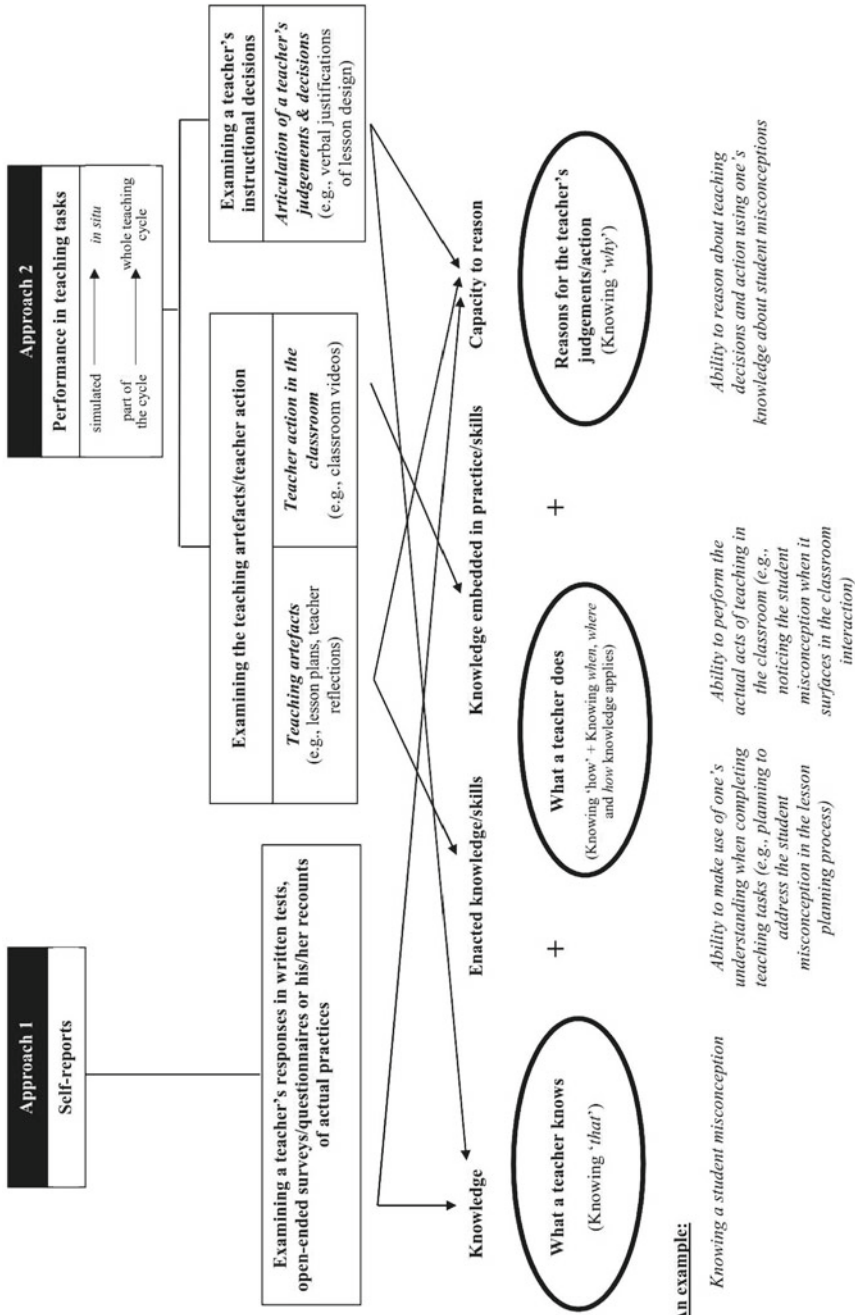 Approach 1
Self-reports
Examining a teacher's responses in written tests,
open-ended surveys/questionnaires or his/her recounts
of actual practices
Approach 2
Performance in teaching tasks
simulated in situ
part of whole teaching
the cycle cycle
Examining the teaching artefacts/teacher action
Teaching artefacts
(e.g., lesson plans, teacher
reflections)
Teacher action in the
classroom
(e.g., classroom videos)
Examining a teacher's
instructional decisions
Articulation of a teacher's
judgements & decisions
(e.g., verbal justifications
of lesson design)
Knowledge
Enacted knowledge/skills
Knowledge embedded in practice/skills
Capacity to reason
What a teacher knows
(Knowing 'that')
+
What a teacher does
(Knowing 'how' + Knowing when, where
and how knowledge applies)
+
Reasons for the teacher's
judgements/action
(Knowing 'why')
An example:
Knowing a student misconception
Ability to make use of one's
understanding when completing
teaching tasks (e.g., planning to
address the student
misconception in the lesson
planning process)
Ability to perform the
actual acts of teaching in
the classroom (e.g.,
noticing the student
misconception when it
surfaces in the classroom
interaction)
Ability to reason about teaching
decisions and action using one's
knowledge about student misconceptions